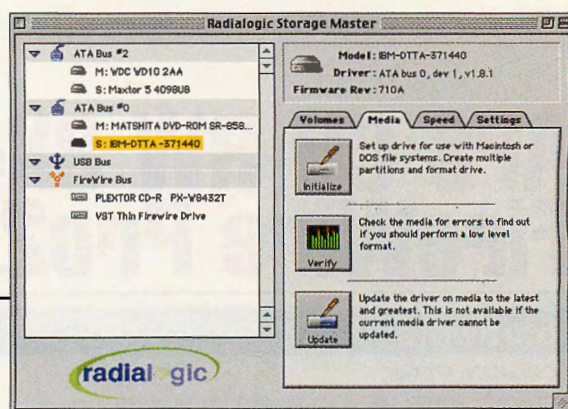 Radialogic Storage Master
ATA Bus #2
M: WDC WD10 2AA
S: Maxtor 5 4098U8
ATA Bus #0
M: MATSHITA DVD-ROM SR-858...
S: IBM-DTTA-371440
USB Bus
FireWire Bus
PLEXTOR CD-R PX-W8432T
VST Thin Firewire Drive
radialogic
Model: IBM-DTTA-371440
Driver: ATA bus 0, dev 1, v1.8.1
Firmware Rev: 710A
Volumes Media Speed Settings
Initialize
Set up drive for use with Macintosh or
DOS file systems. Create multiple
partitions and format drive.
Verify
Check the media for errors to find out
if you should perform a low level
format.
Update
Update the driver on media to the latest
and greatest. This is not available if the
current media driver cannot be
updated.